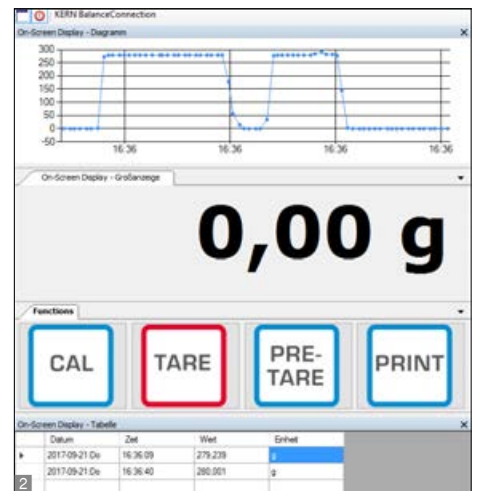 KERN BalanceConnection
On-Screen Display - Diagramm
300
200
150
100
50
0
-50
16:36 16:36 16:36 16:36
On-Screen Display - Großanzeige
0,00 g
Functions
CAL TARE PRE-TARE PRINT
On-Screen Display - Tabelle
Datum Zeit Wert Einheit
2017-09-21 Do 16:36:09 279,239 g
2017-09-21 Do 16:36:40 280,001 g
2